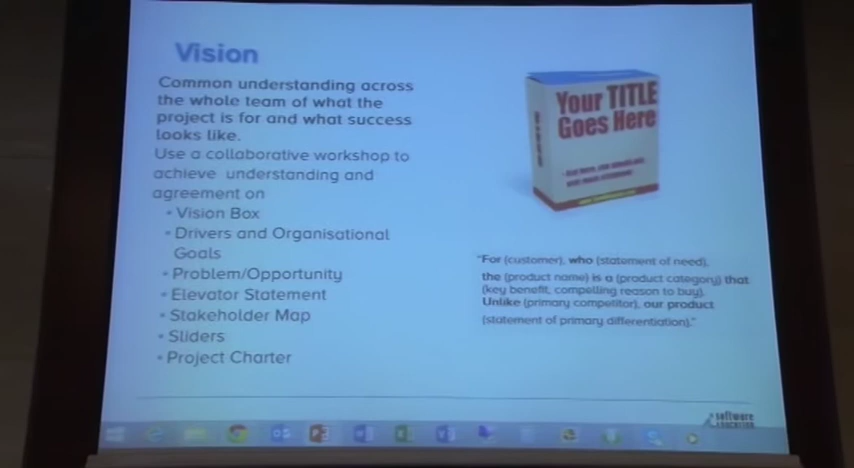 Vision
Common understanding across
the whole team of what the
project is for and what success
looks like.
Use a collaborative workshop to
achieve understanding and
agreement on
• Vision Box
• Drivers and Organisational
Goals
• Problem/Opportunity
• Elevator Statement
• Stakeholder Map
• Sliders
• Project Charter
Your TITLE
Goes Here
"For (customer), who (statement of need),
the (product name) is a (product category) that
(key benefit, compelling reason to buy).
Unlike (primary competitor), our product
(statement of primary differentiation)."
software
education